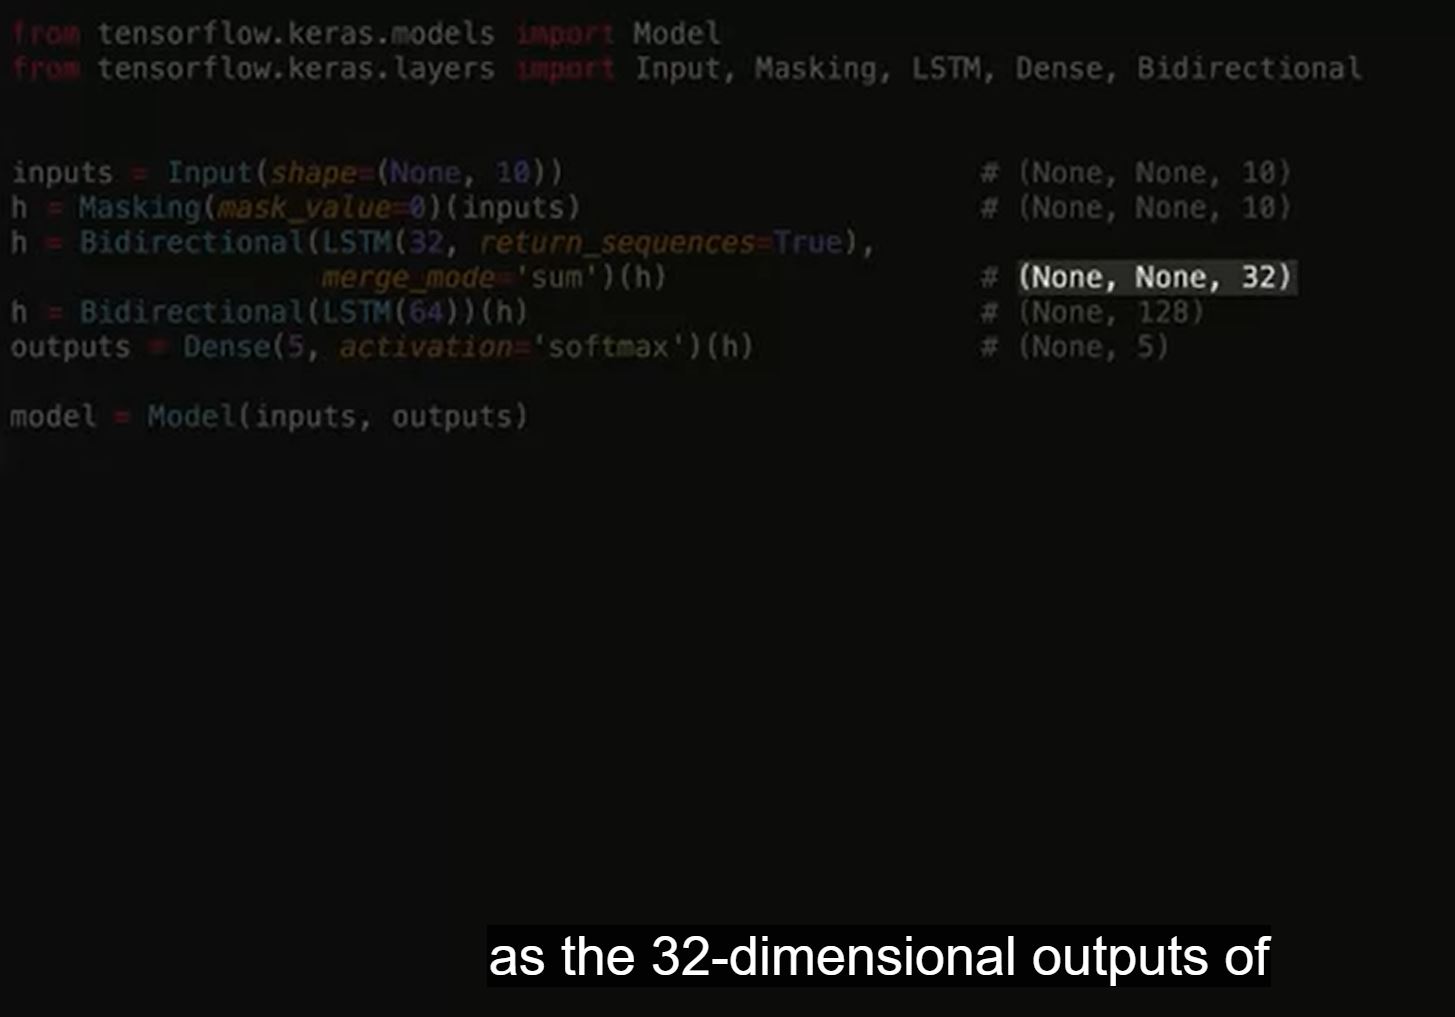 from tensorflow.keras.models import Model
from tensorflow.keras.layers import Input, Masking, LSTM, Dense, Bidirectional
inputs = Input(shape=(None, 10)) # (None, None, 10)
h = Masking(mask_value=0)(inputs) # (None, None, 10)
h = Bidirectional(LSTM(32, return_sequences=True),
merge_mode='sum')(h) # (None, None, 32)
h = Bidirectional(LSTM(64))(h) # (None, 128)
outputs = Dense(5, activation='softmax')(h) # (None, 5)
model = Model(inputs, outputs)
as the 32-dimensional outputs of